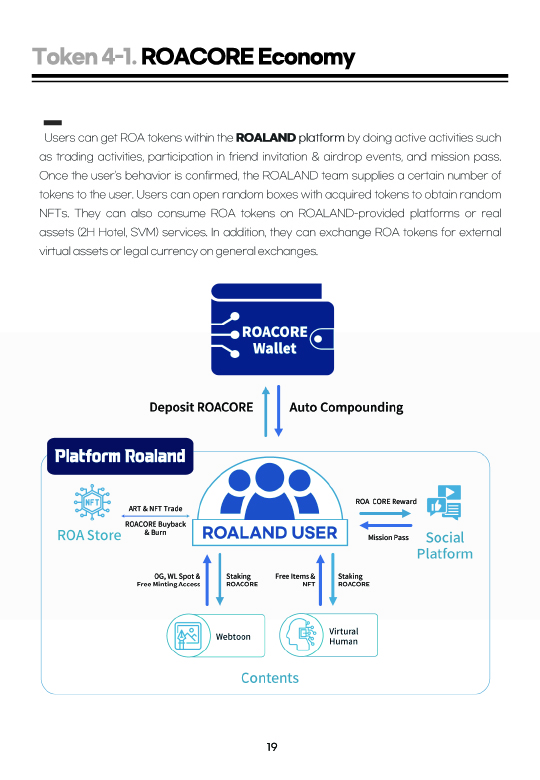 Token 4-1. ROACORE Economy
Users can get ROA tokens within the ROALAND platform by doing active activities such
as trading activities, participation in friend invitation & airdrop events, and mission pass.
Once the user's behavior is confirmed, the ROALAND team supplies a certain number of
tokens to the user. Users can open random boxes with acquired tokens to obtain random
NFTs. They can also consume ROA tokens on ROALAND-provided platforms or real
assets (2H Hotel, SVM) services. In addition, they can exchange ROA tokens for external
virtual assets or legal currency on general exchanges.
ROACORE
Wallet
Deposit ROACORE
Auto Compounding
Platform Roaland
NFT
ROA Store
ART & NFT Trade
ROACORE Buyback
& Burn
ROALAND USER
ROA CORE Reward
Mission Pass
Social
Platform
OG, WL Spot &
Free Minting Access
Staking
ROACORE
Free Items &
NFT
Staking
ROACORE
Webtoon
Virtural
Human
Contents
19